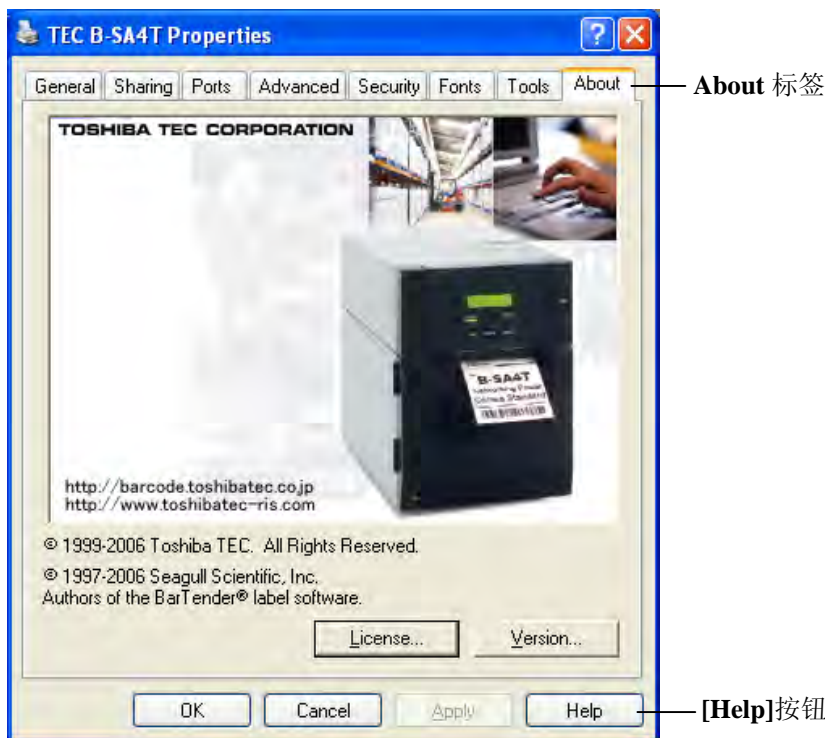 TEC B-SA4T Properties
General Sharing Ports Advanced Security Fonts Tools About
About 标签
TOSHIBA TEC CORPORATION
B-SA4T
http://barcode.toshibatec.co.jp
http://www.toshibatec-ris.com
© 1999-2006 Toshiba TEC. All Rights Reserved.
© 1997-2006 Seagull Scientific, Inc.
Authors of the BarTender® label software.
License... Version...
OK Cancel Apply Help
[Help]按钮